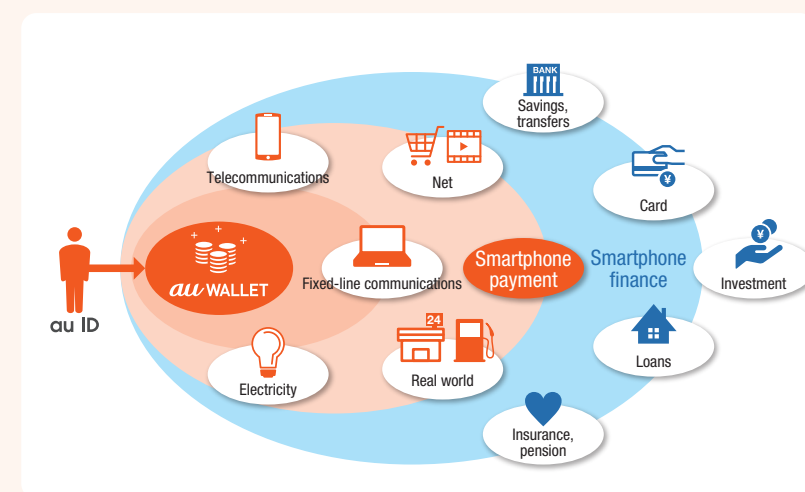 BANK
Savings,
transfers
Telecommunications
Net
¥
Card
au ID
au WALLET
Fixed-line communications
Smartphone
payment
Smartphone
finance
¥
Investment
Electricity
24
Real world
Loans
Insurance,
pension